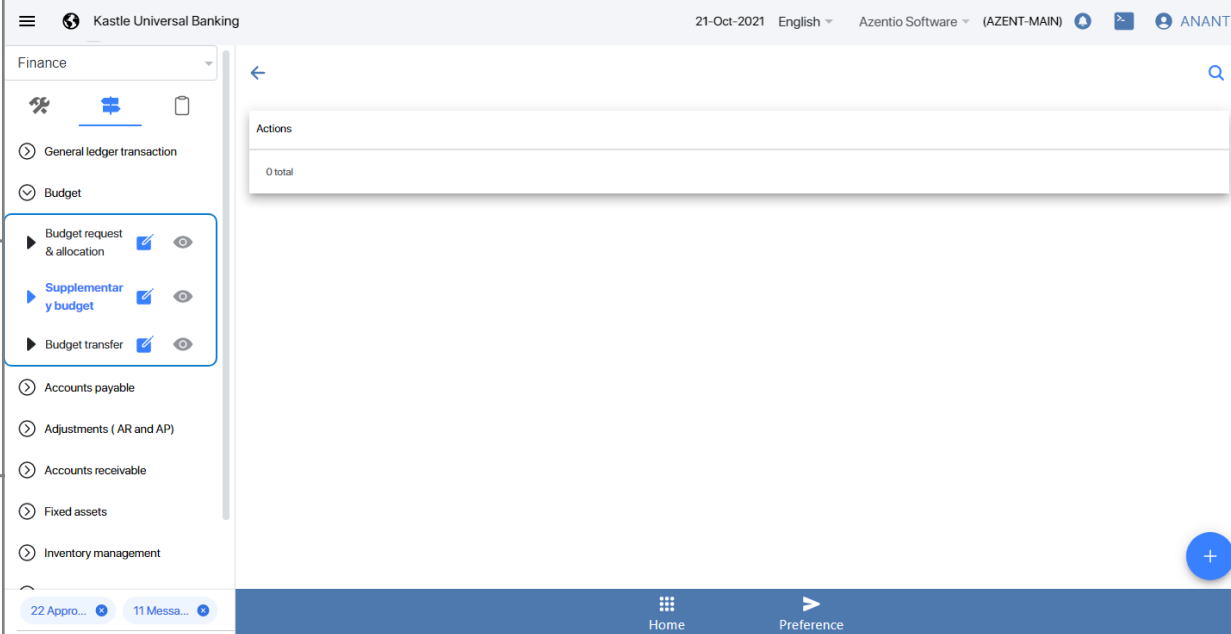 Kastle Universal Banking
21-Oct-2021 English Azentio Software (AZENT-MAIN) ANANT
Finance
General ledger transaction
Budget
Budget request
& allocation
Supplementar
y budget
Budget transfer
Accounts payable
Adjustments ( AR and AP)
Accounts receivable
Fixed assets
Inventory management
22 Appro...
11 Messa...
Actions
0 total
Home
Preference